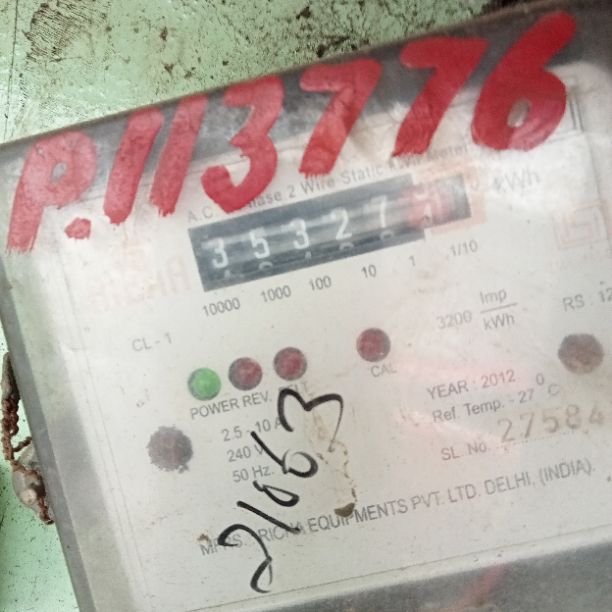 P.113776
A.C Phase 2 Wire Static kWh Meter
35327 kWh
10000 1000 100 10 1 1/10
CL - 1
3200 Imp/kWh
RS : 12
POWER REV. CAL
YEAR : 2012
Ref. Temp. - 27 °C
2.5 - 10 A
240 V
50 Hz.
SL. No. 27584
21063
EQUIPMENTS PVT. LTD. DELHI, (INDIA).